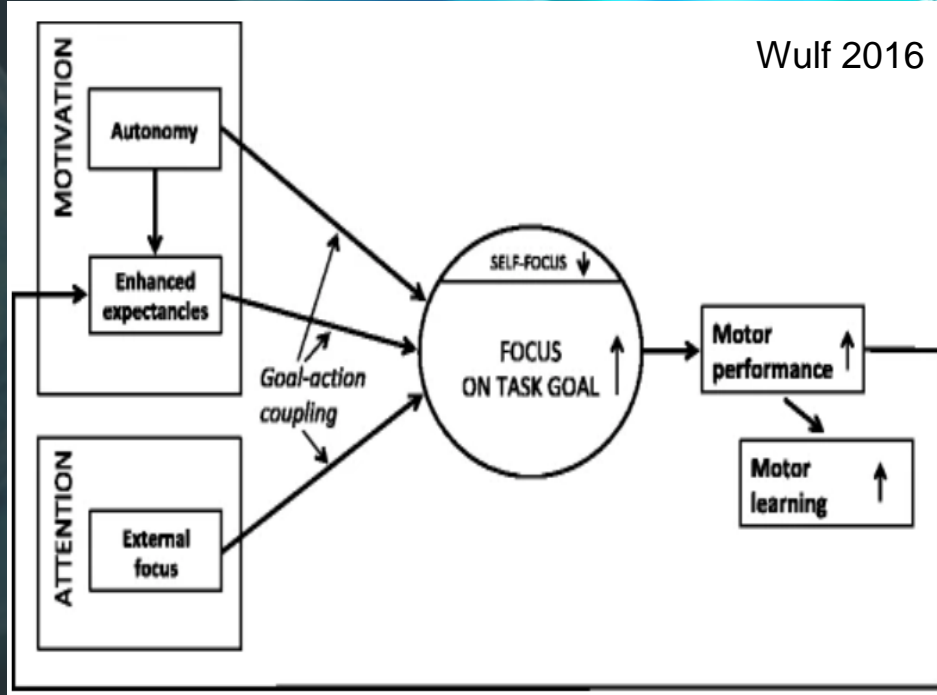 Wulf 2016
MOTIVATION
Autonomy
Enhanced
expectancies
Goal-action
coupling
ATTENTION
External
focus
SELF-FOCUS ↓
FOCUS
ON TASK GOAL ↑
Motor
performance ↑
Motor
learning ↑